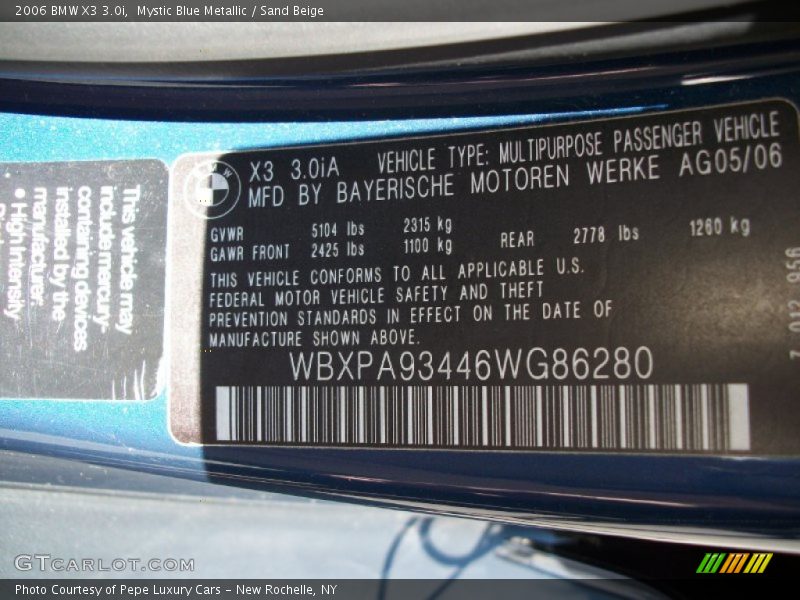 2006 BMW X3 3.0i, Mystic Blue Metallic / Sand Beige
This vehicle may
include mercury-
containing devices
installed by the
manufacturer:
● High Intensity
BMW
X3 3.0iA VEHICLE TYPE: MULTIPURPOSE PASSENGER VEHICLE
MFD BY BAYERISCHE MOTOREN WERKE AG05/06
GVWR 5104 lbs 2315 kg
GAWR FRONT 2425 lbs 1100 kg REAR 2778 lbs 1260 kg
THIS VEHICLE CONFORMS TO ALL APPLICABLE U.S.
FEDERAL MOTOR VEHICLE SAFETY AND THEFT
PREVENTION STANDARDS IN EFFECT ON THE DATE OF
MANUFACTURE SHOWN ABOVE.
WBXPA93446WG86280
7 012 956
GTCARLOT.COM
Photo Courtesy of Pepe Luxury Cars – New Rochelle, NY